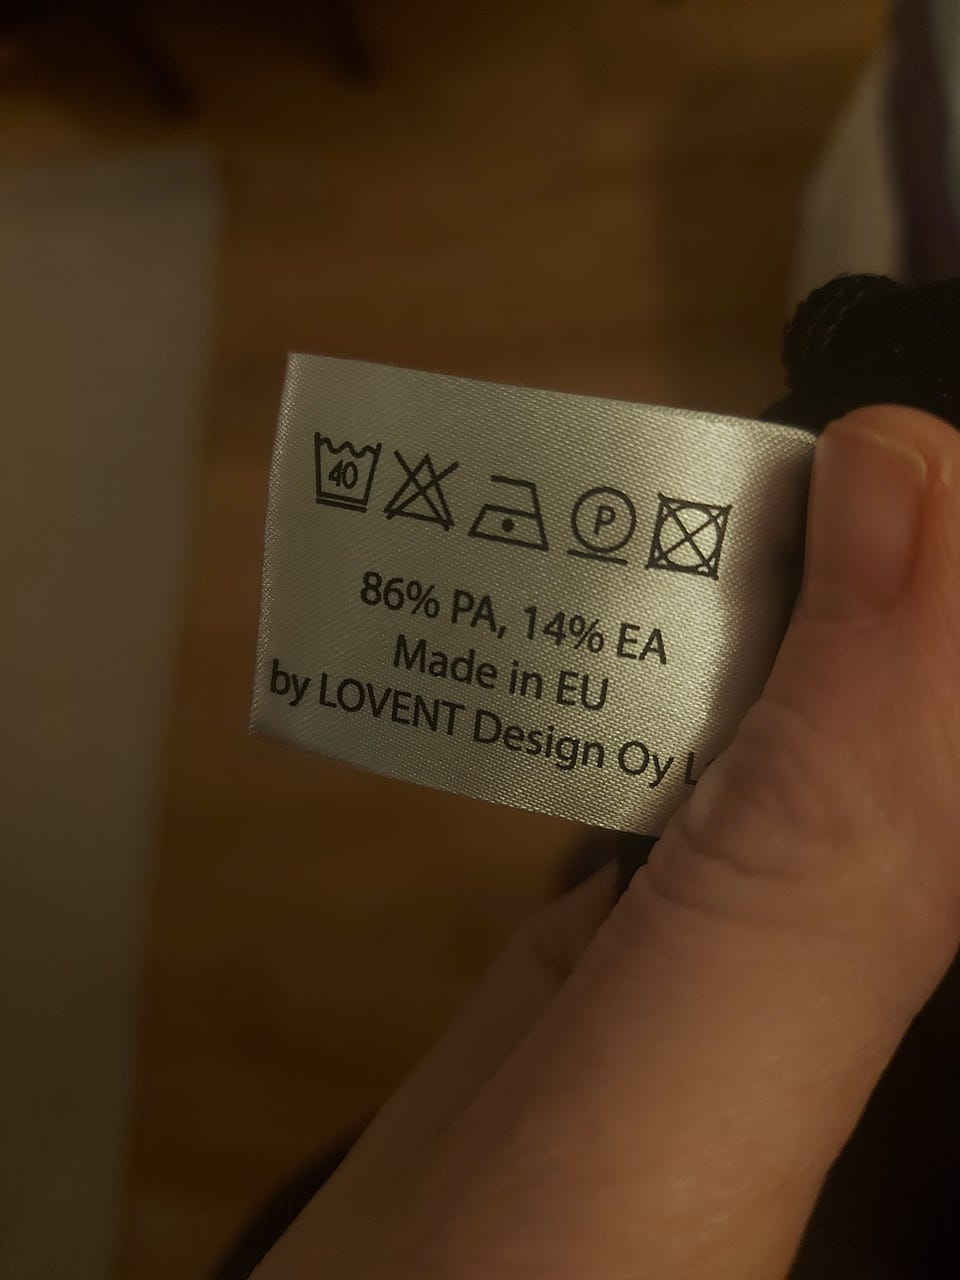 40
P
86% PA, 14% EA
Made in EU
by LOVENT Design Oy